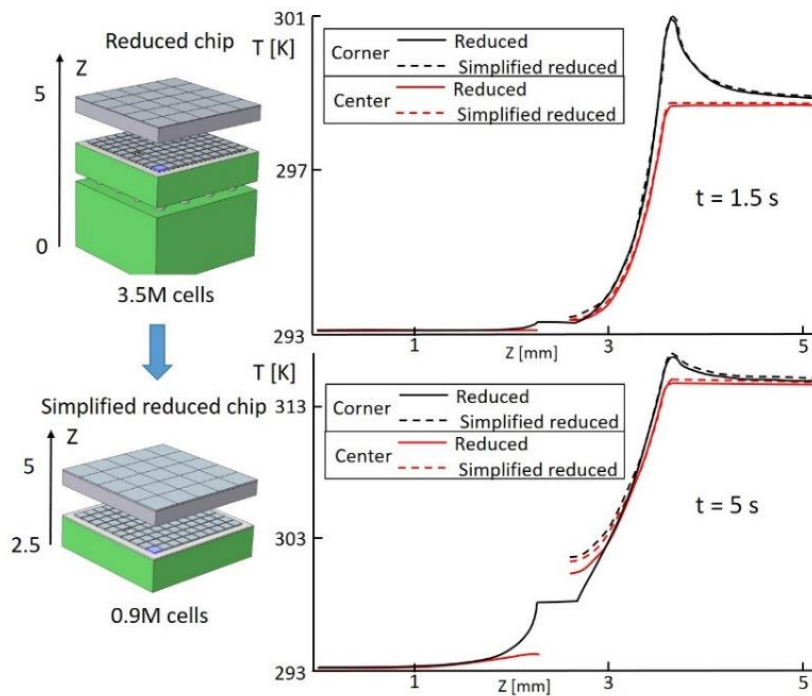 Reduced chip
Z
5
0
3.5M cells
Simplified reduced chip
Z
5
2.5
0.9M cells
301
T [K]
297
293
Corner
Reduced
Simplified reduced
Center
Reduced
Simplified reduced
t = 1.5 s
1
Z [mm]
3
5
T [K]
313
303
293
Corner
Reduced
Simplified reduced
Center
Reduced
Simplified reduced
t = 5 s
1
Z [mm]
3
5